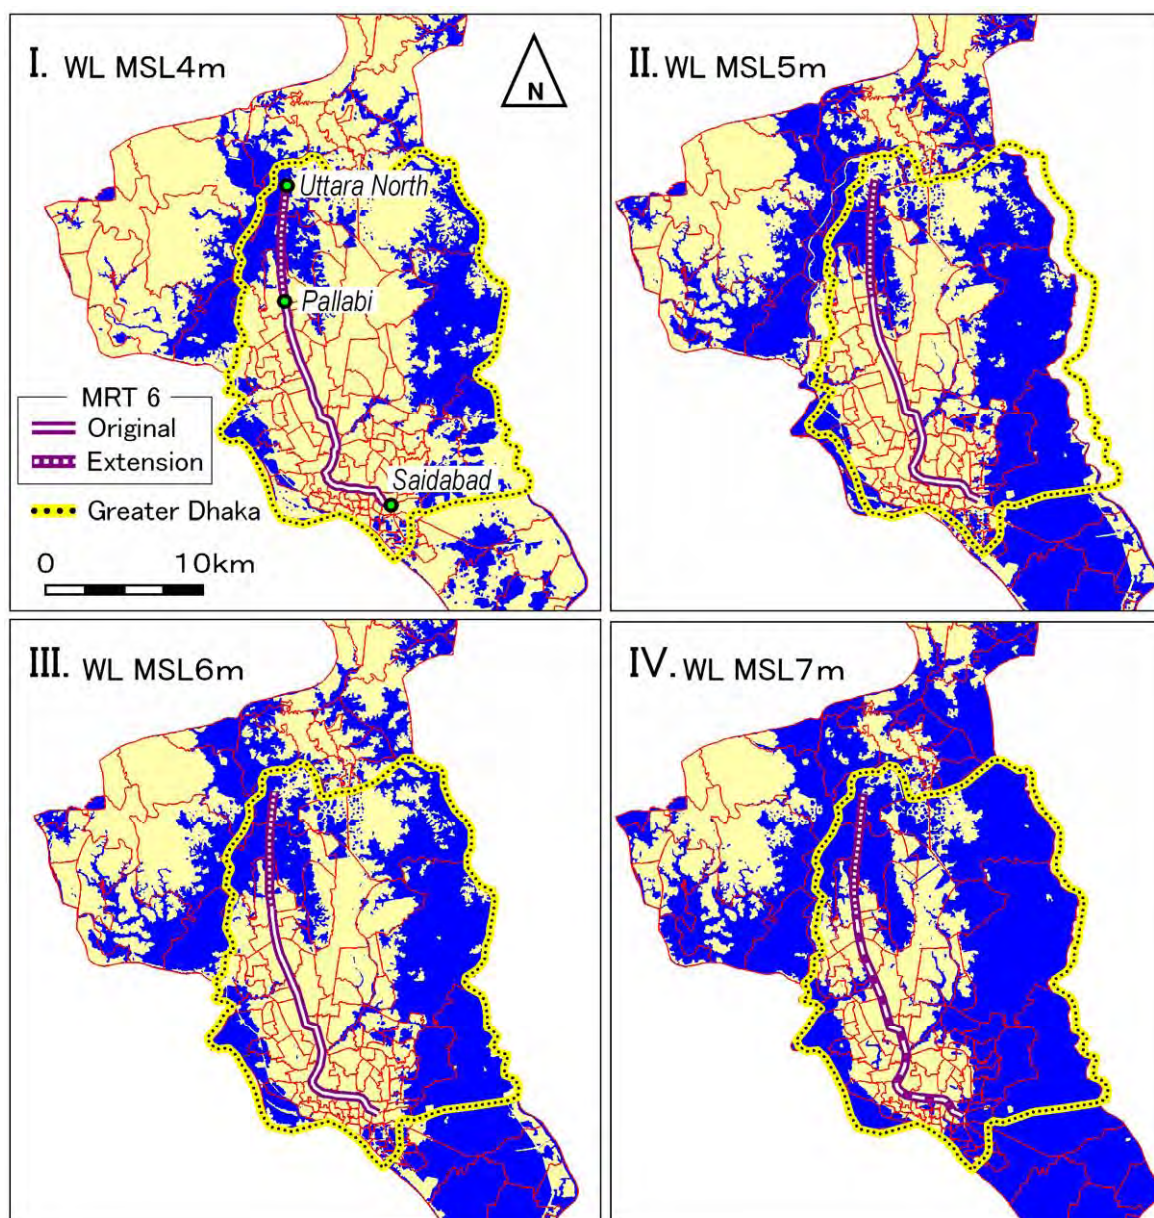 I. WL MSL4m
N
Uttara North
Pallabi
MRT 6
Original
Extension
Saidabad
Greater Dhaka
0 10km
II. WL MSL5m
III. WL MSL6m
IV. WL MSL7m